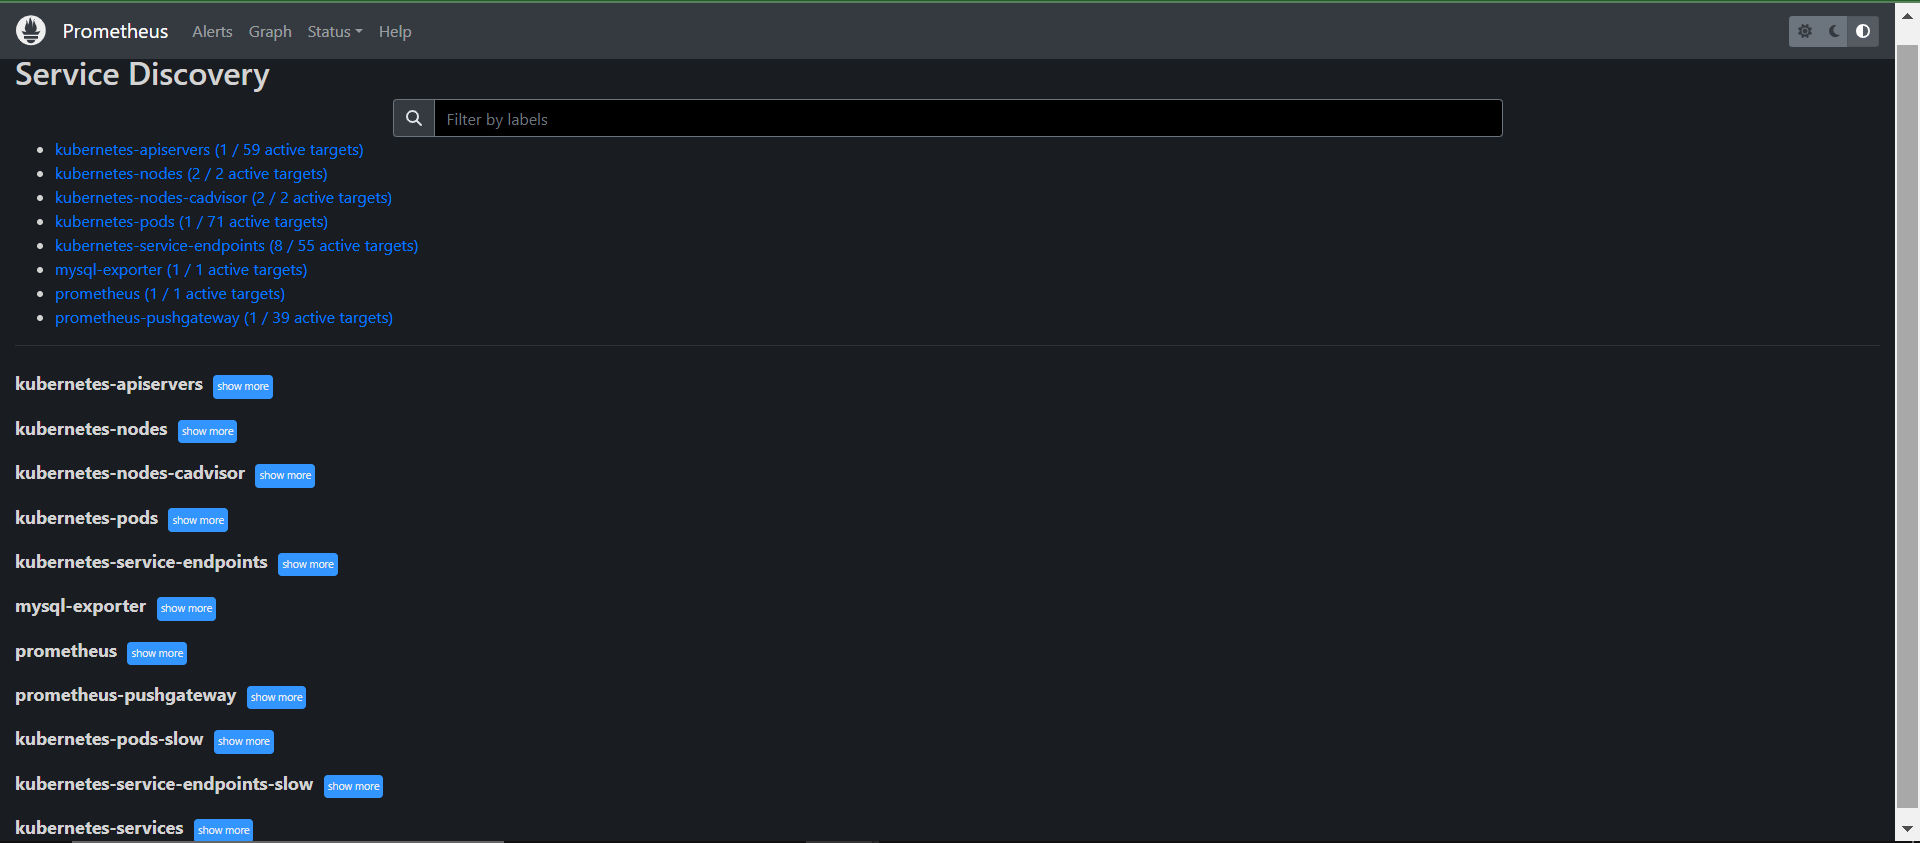 Prometheus Alerts Graph Status Help
Service Discovery
Filter by labels
kubernetes-apiservers (1 / 59 active targets)
kubernetes-nodes (2 / 2 active targets)
kubernetes-nodes-cadvisor (2 / 2 active targets)
kubernetes-pods (1 / 71 active targets)
kubernetes-service-endpoints (8 / 55 active targets)
mysql-exporter (1 / 1 active targets)
prometheus (1 / 1 active targets)
prometheus-pushgateway (1 / 39 active targets)
kubernetes-apiservers show more
kubernetes-nodes show more
kubernetes-nodes-cadvisor show more
kubernetes-pods show more
kubernetes-service-endpoints show more
mysql-exporter show more
prometheus show more
prometheus-pushgateway show more
kubernetes-pods-slow show more
kubernetes-service-endpoints-slow show more
kubernetes-services show more